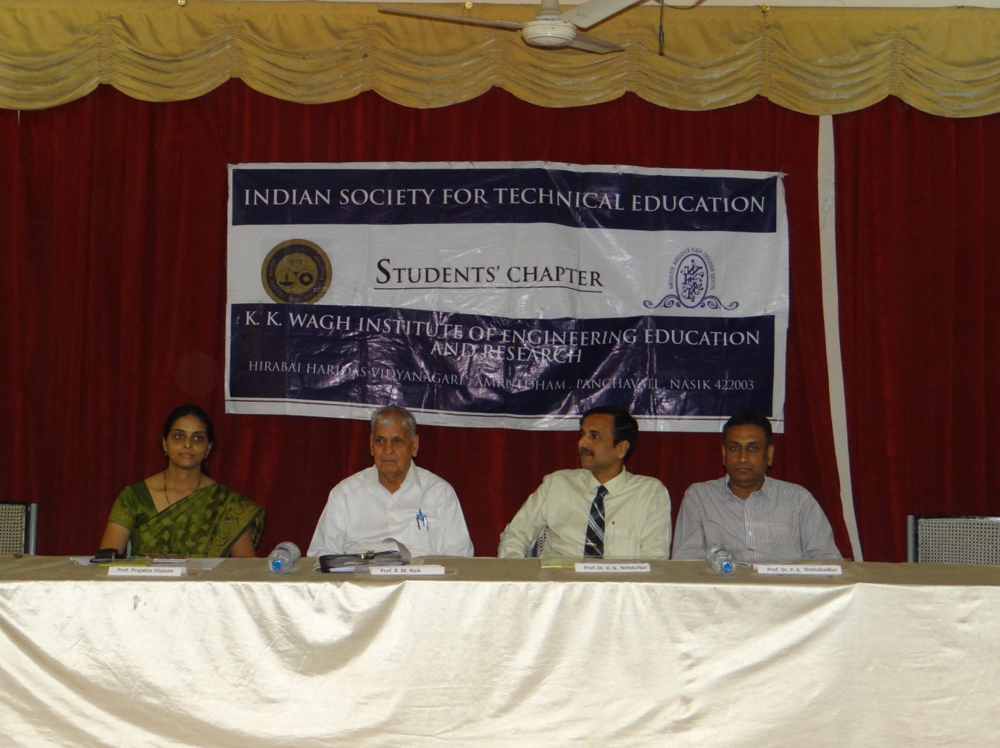 INDIAN SOCIETY FOR TECHNICAL EDUCATION
ISTE
STUDENTS' CHAPTER
K. K. WAGH INSTITUTE OF ENGINEERING EDUCATION
AND RESEARCH
HIRABAI HARIDAS VIDYANAGARI , AMRUTDHAM , PANCHAVATI , NASIK 422003
Prof. Prajakta Vispute
Prof. B. M. Naik
Prof. Dr. K. N. Nandurkar
Prof. Dr. P. K. Shahabadkar